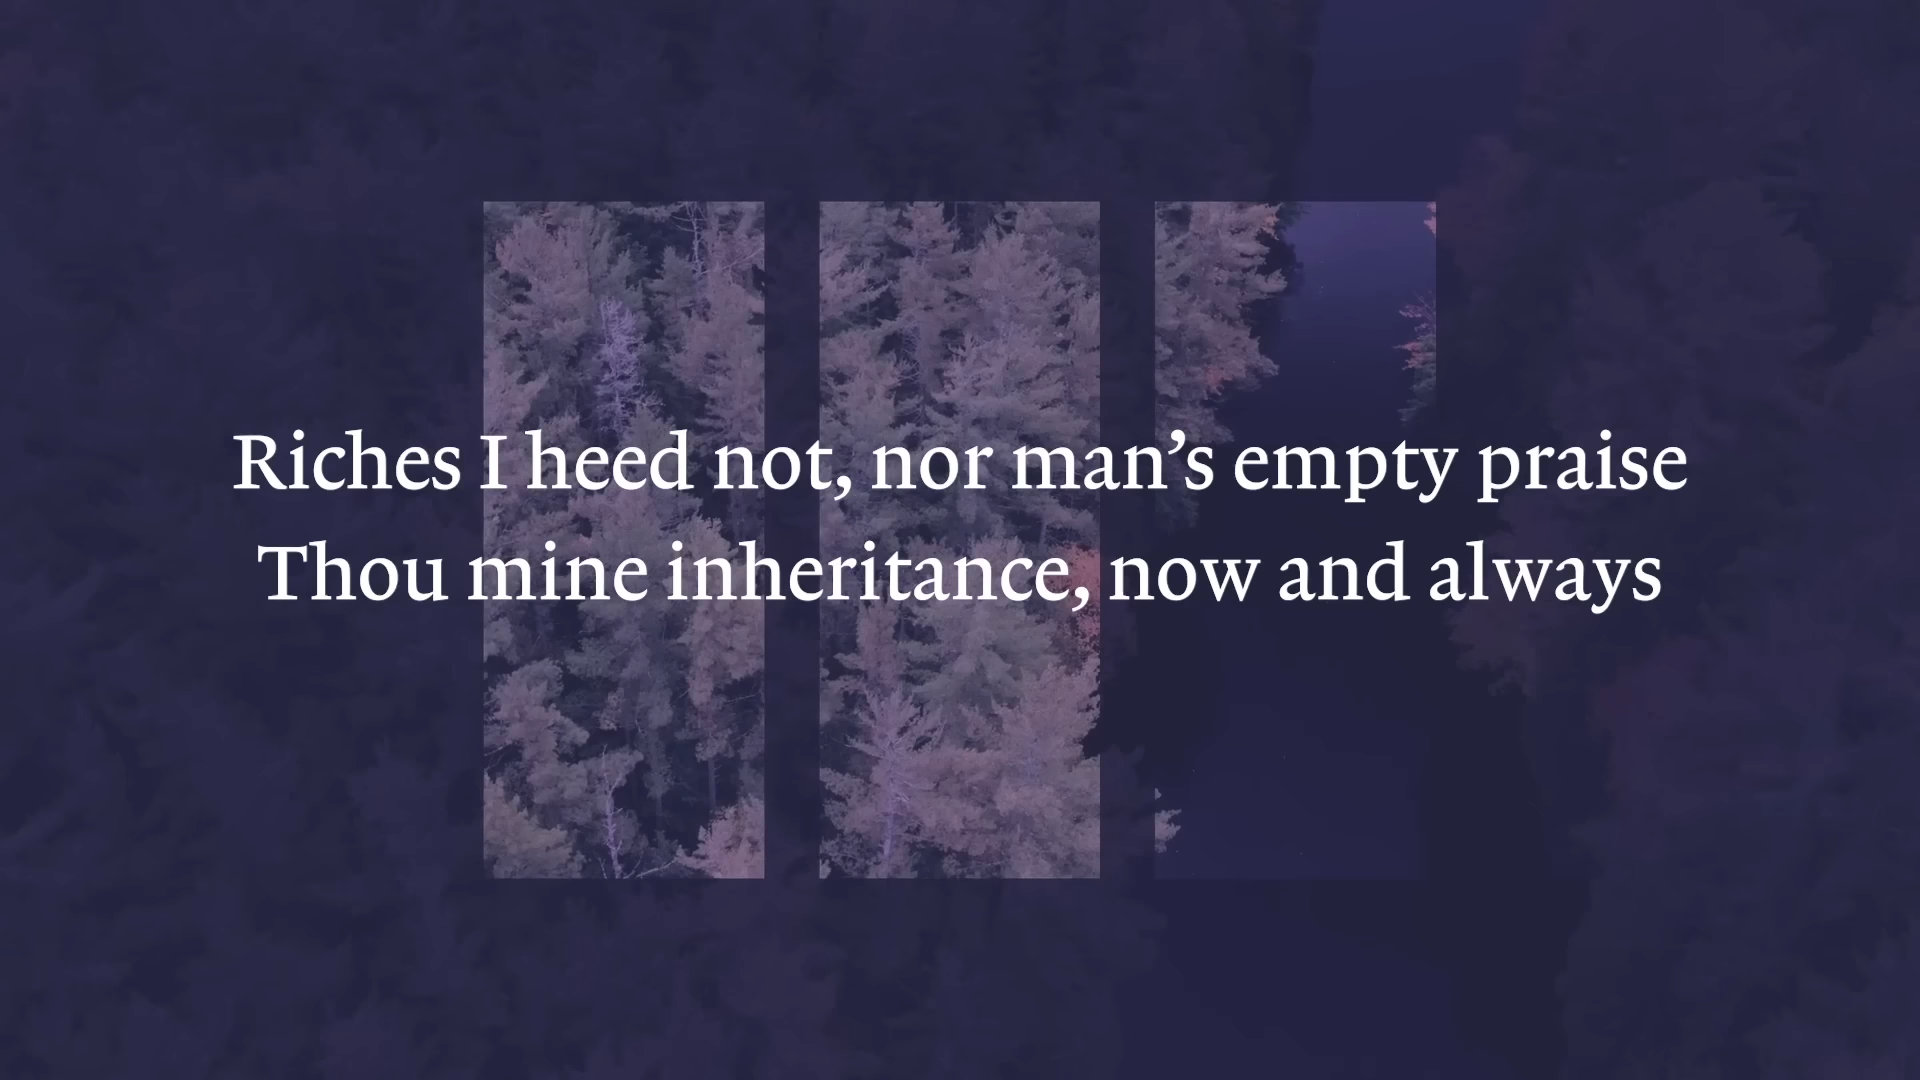 Riches I heed not, nor man’s empty praise
Thou mine inheritance, now and always